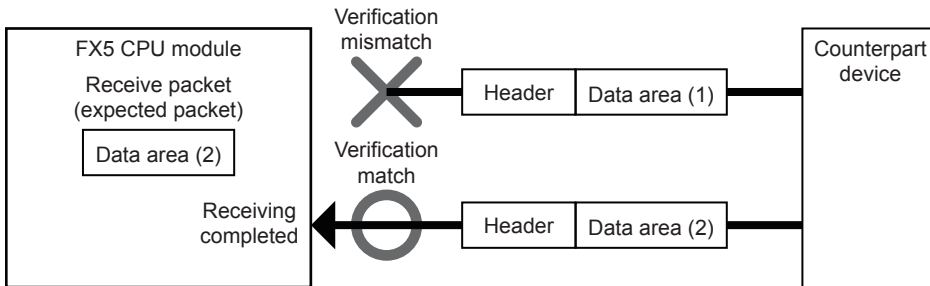 FX5 CPU module
Receive packet
(expected packet)
Data area (2)
Receiving
completed
Verification
mismatch
Header
Data area (1)
Verification
match
Header
Data area (2)
Counterpart
device